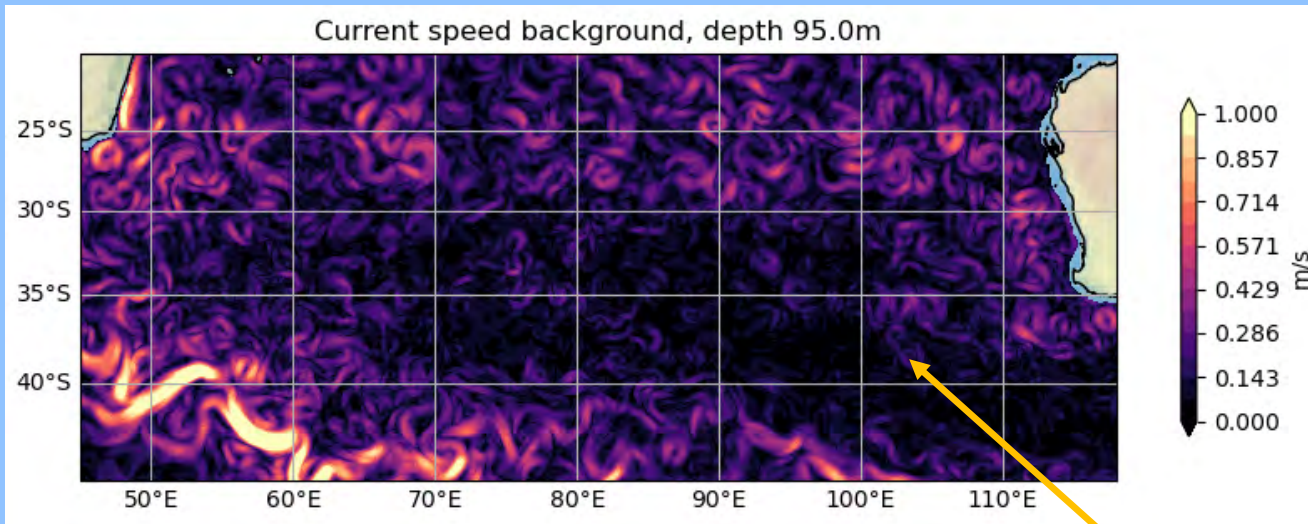 Current speed background, depth 95.0m
25°S
30°S
35°S
40°S
50°E 60°E 70°E 80°E 90°E 100°E 110°E
1.000
0.857
0.714
0.571
0.429
0.286
0.143
0.000
m/s